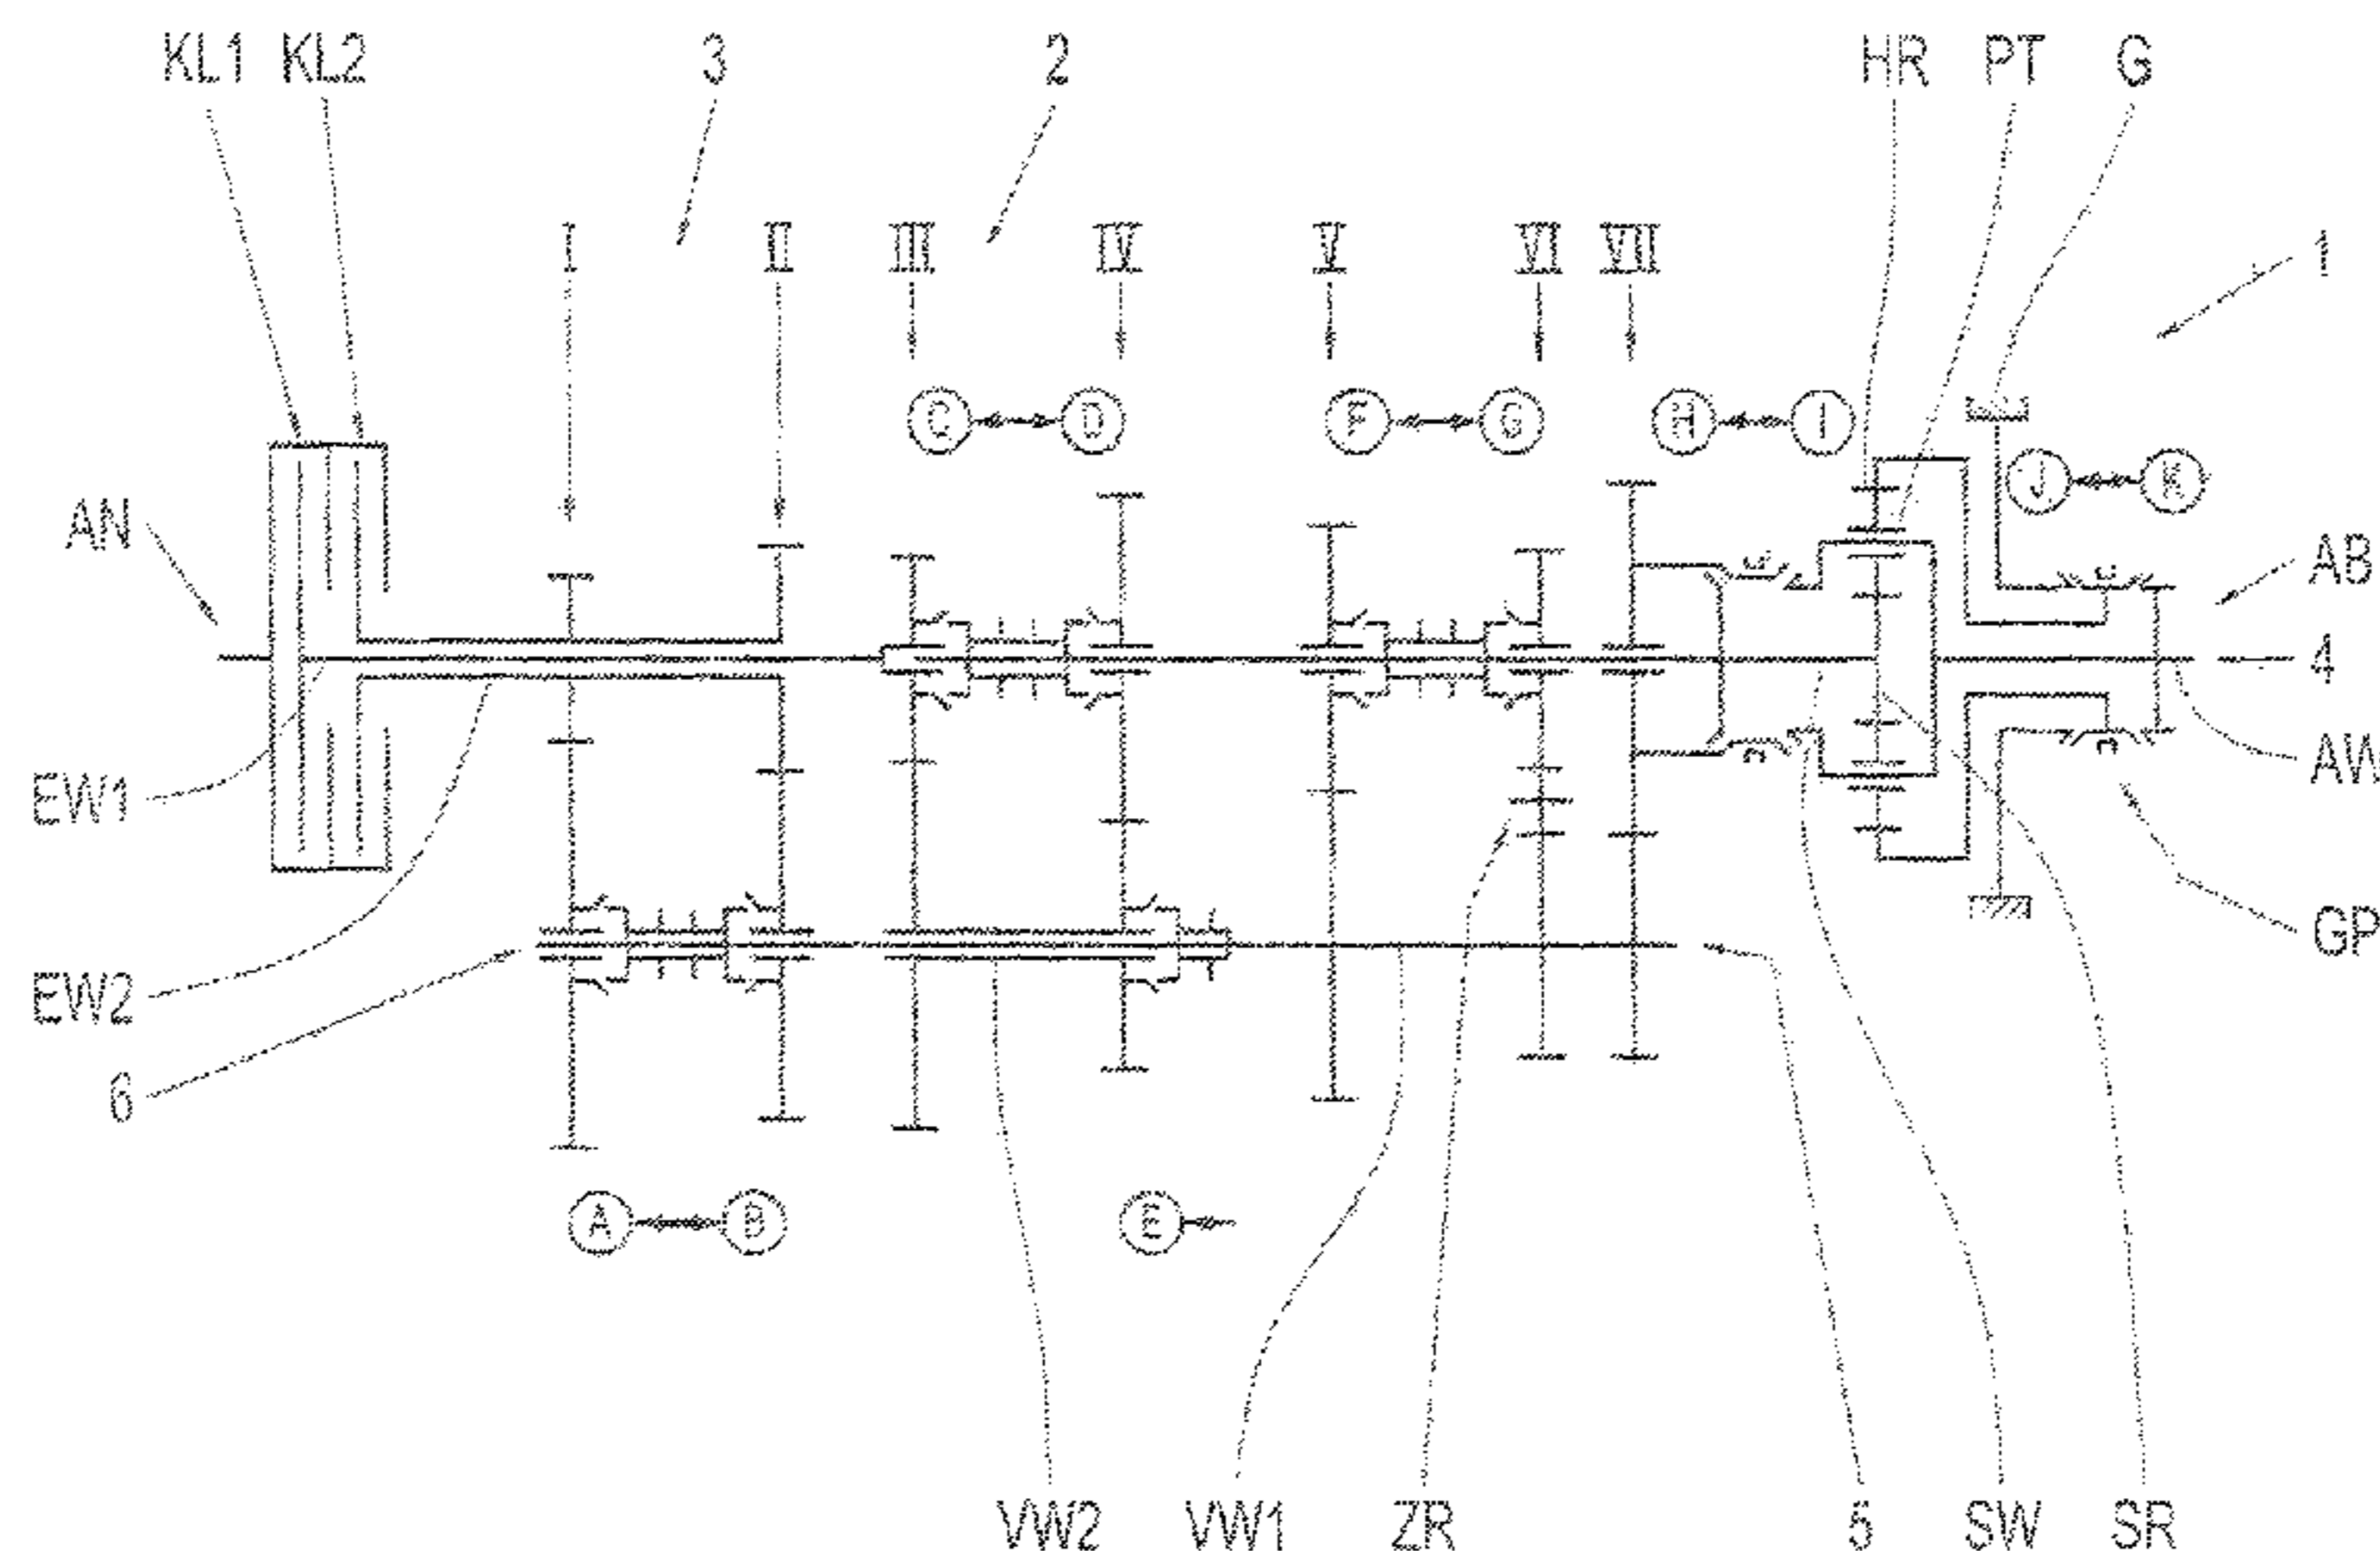 KL1 KL2 3 2 HR PT G
I II III IV V VI VII 1
C D F G H I
J K
AN AB
4
EW1 AW
GP
EW2
6
A B E
VW2 VW1 ZR 5 SW SR